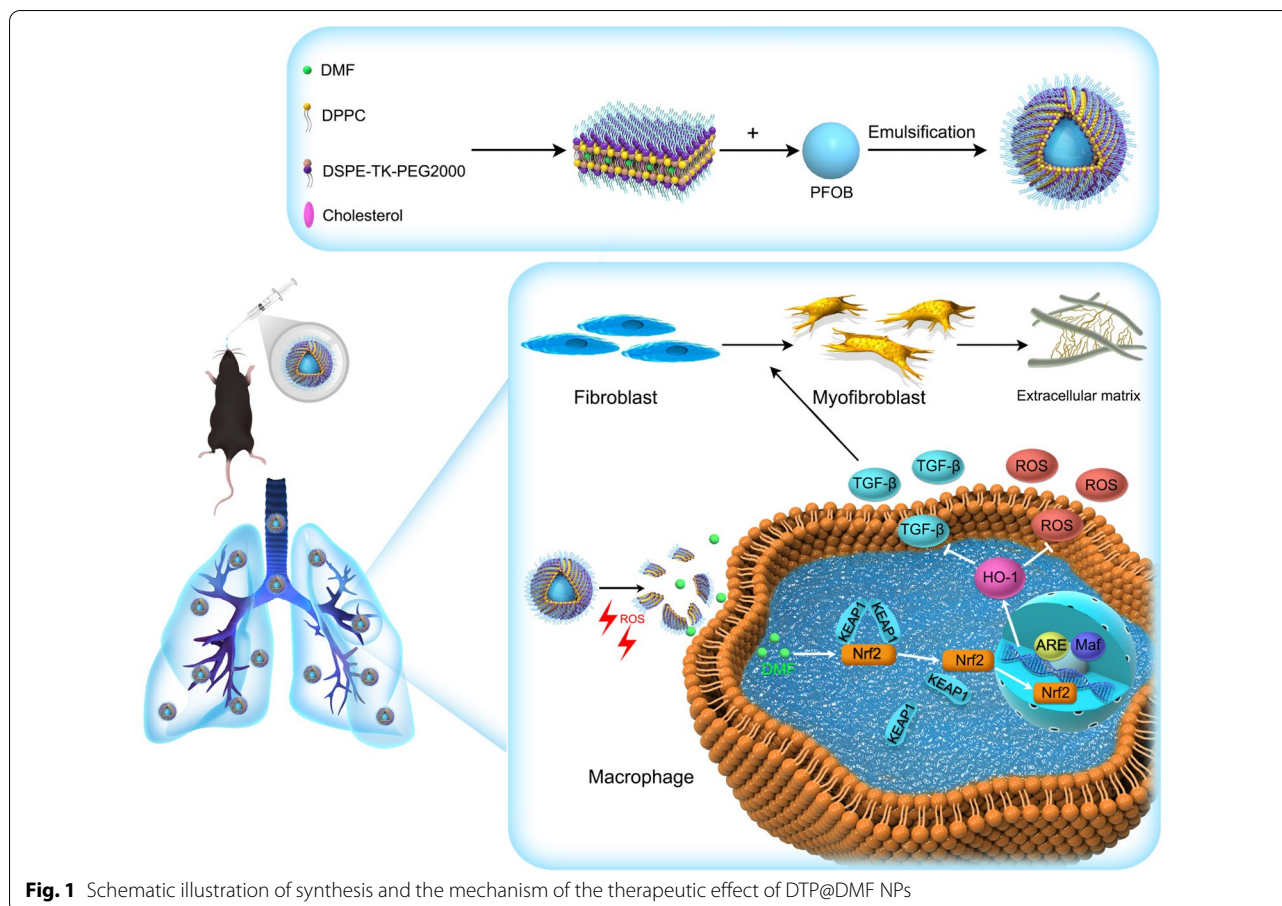 DMF
DPPC
DSPE-TK-PEG2000
Cholesterol
+
PFOB
Emulsification
Fibroblast
Myofibroblast
Extracellular matrix
TGF-β
TGF-β
ROS
ROS
TGF-β
ROS
HO-1
ROS
KEAP1
KEAP1
ARE
Maf
DMF
Nrf2
Nrf2
KEAP1
Nrf2
KEAP1
Macrophage
Fig. 1 Schematic illustration of synthesis and the mechanism of the therapeutic effect of DTP@DMF NPs